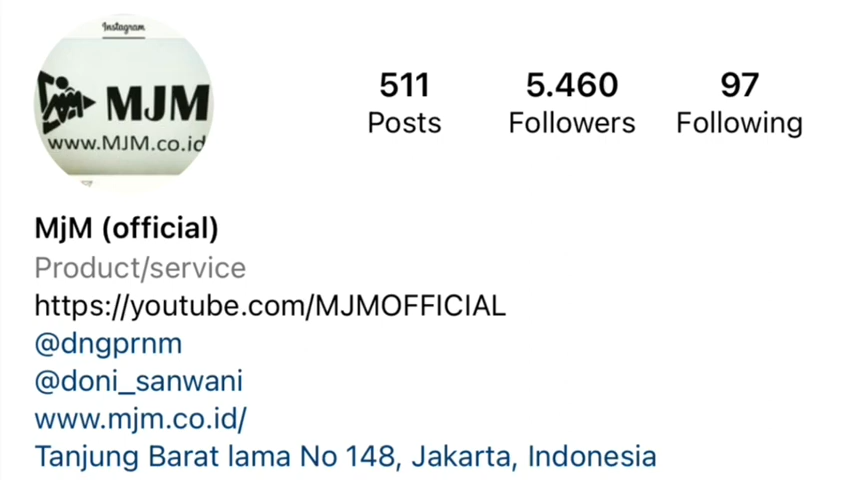 Instagram
MJM
www.MJM.co.id
511
Posts
5.460
Followers
97
Following
MjM (official)
Product/service
https://youtube.com/MJMOFFICIAL
@dngprnm
@doni_sanwani
www.mjm.co.id/
Tanjung Barat lama No 148, Jakarta, Indonesia